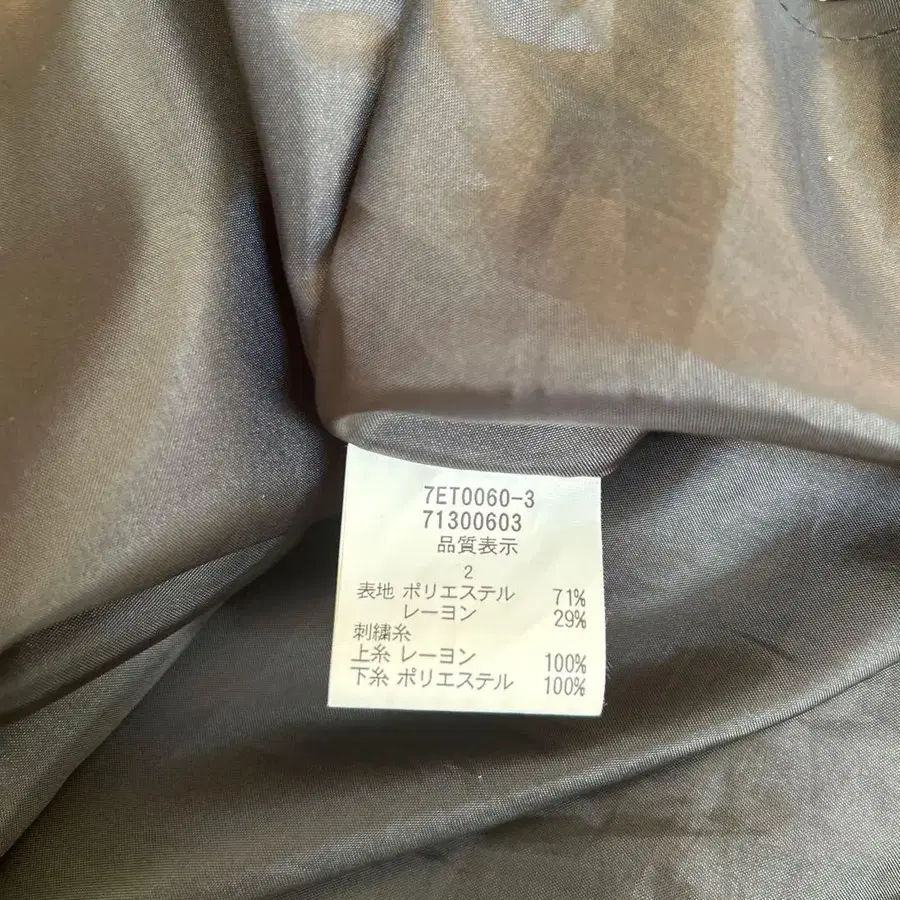 7ET0060-3
71300603
品質表示
2
表地 ポリエステル 71%
レーヨン 29%
刺繍糸
上糸 レーヨン 100%
下糸 ポリエステル 100%